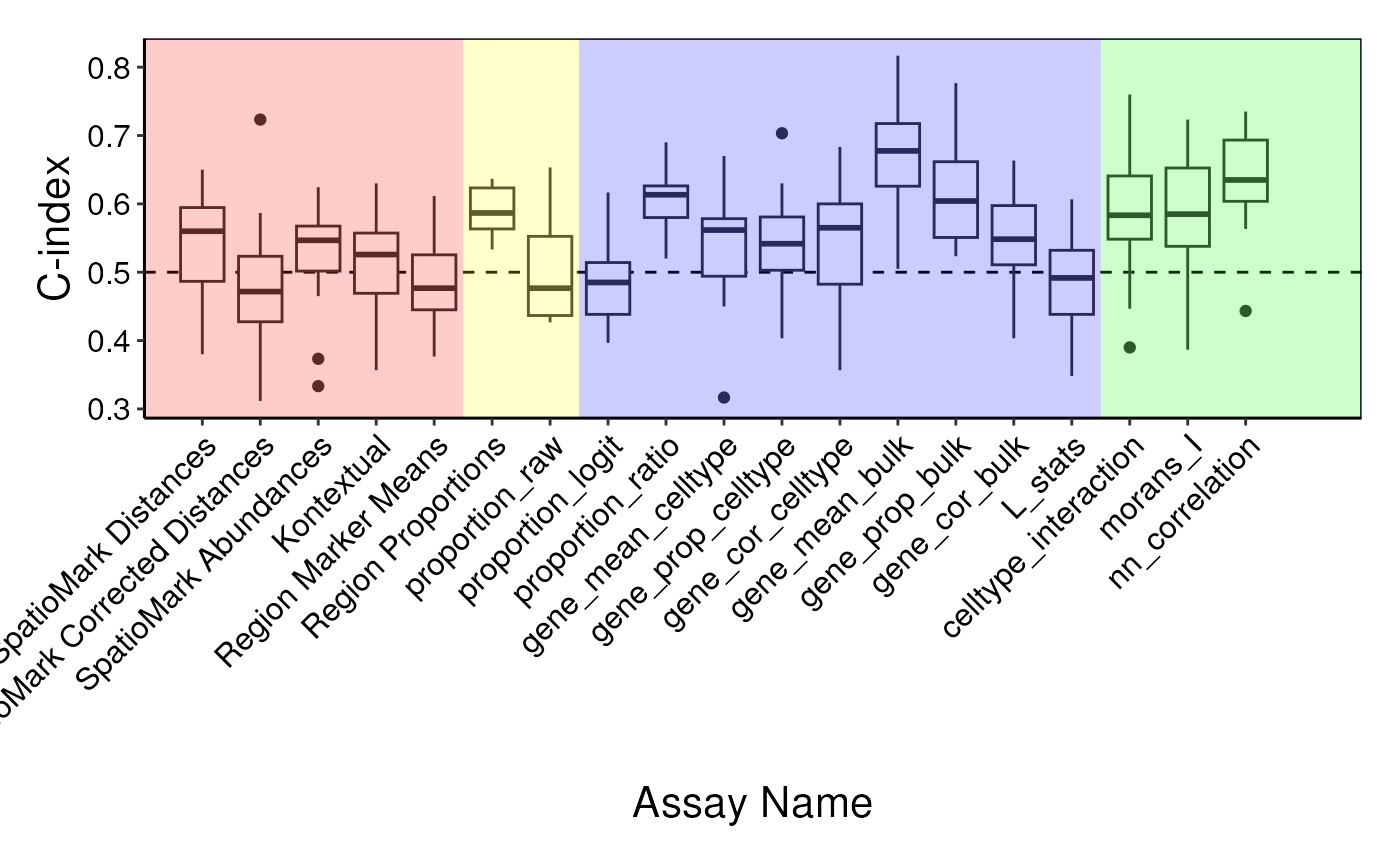 C-index
0.8
0.7
0.6
0.5
0.4
0.3
SpatioMark Distances
oMark Corrected Distances
SpatioMark Abundances
Kontextual
Region Marker Means
Region Proportions
proportion_raw
proportion_logit
proportion_ratio
gene_mean_celltype
gene_prop_celltype
gene_cor_celltype
gene_mean_bulk
gene_prop_bulk
gene_cor_bulk
L_stats
celltype_interaction
morans_I
nn_correlation
Assay Name